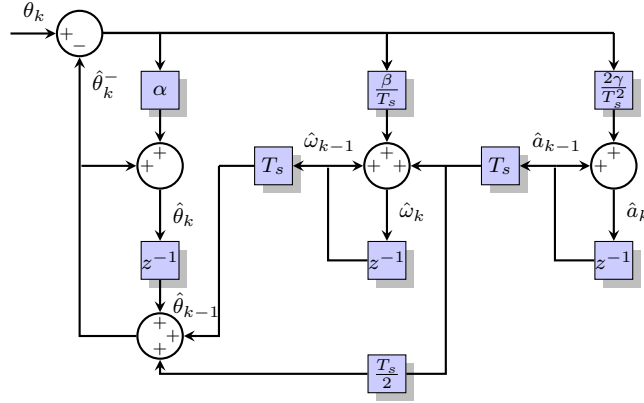 θ_k
+
−
θ̂_k^−
α
β/T_s
2γ/T_s^2
+
+
ω̂_{k−1}
+
+
+
â_{k−1}
+
+
T_s
T_s
θ̂_k
ω̂_k
â_k
z^{−1}
z^{−1}
z^{−1}
θ̂_{k−1}
+
+
+
T_s/2